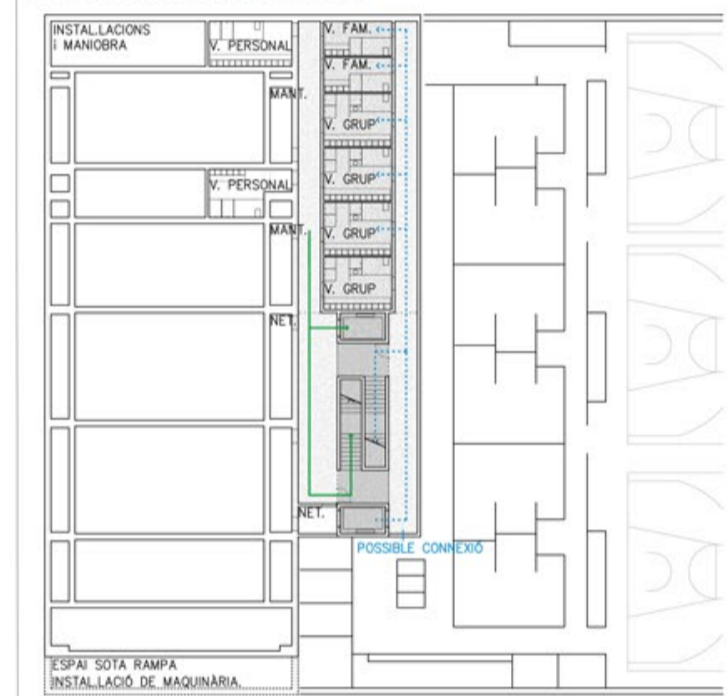 INSTAL.LACIONS
i MANIOBRA
V. PERSONAL
V. FAM.
V. FAM.
MANT.
V. GRUP
V. GRUP
V. PERSONAL
MANT.
V. GRUP
V. GRUP
NET.
NET.
POSSIBLE CONNEXIÓ
ESPAI SOTA RAMPA
INSTAL.LACIÓ DE MAQUINÀRIA.